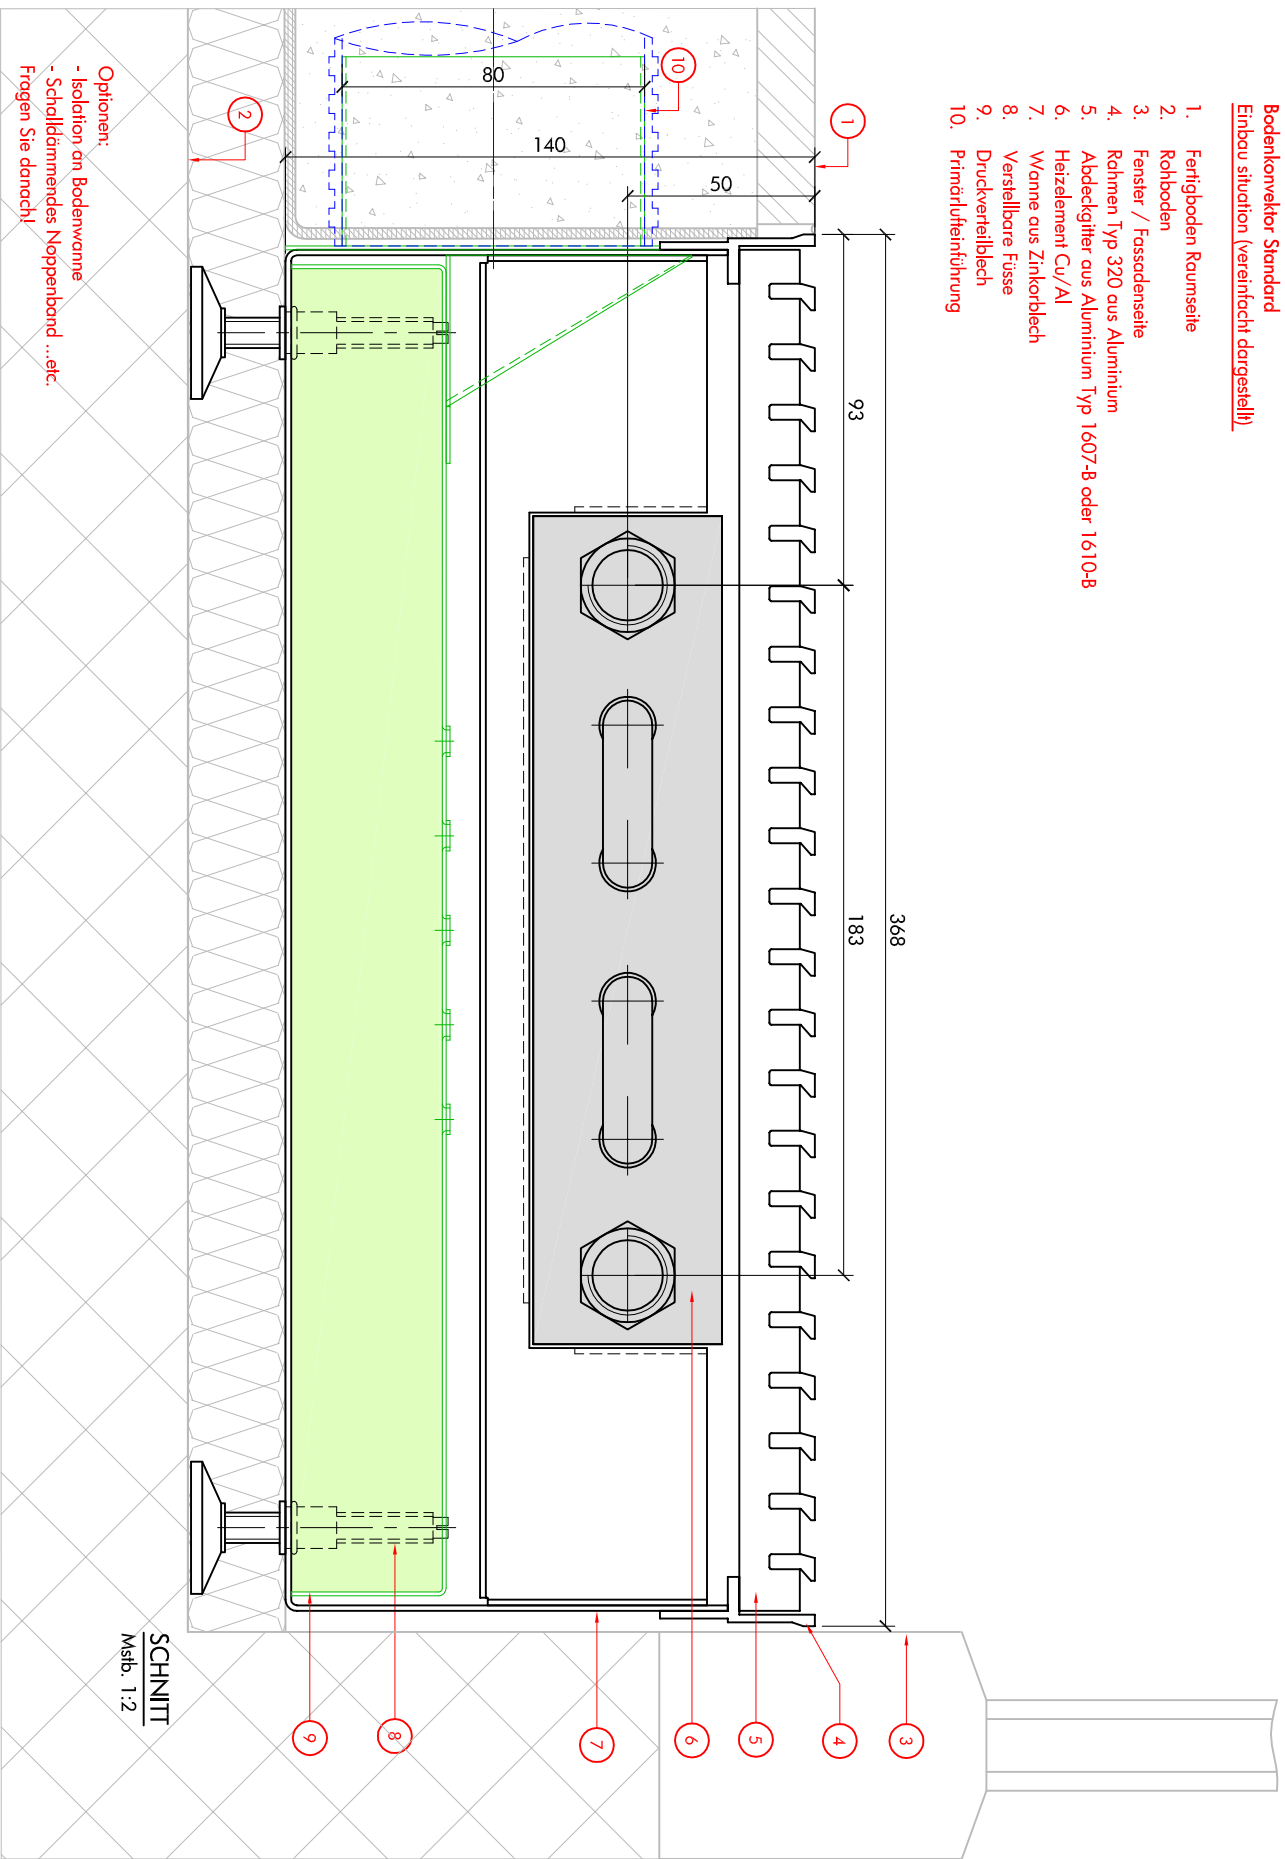 Bodenkonvektor Standard
Einbau situation (vereinfacht dargestellt)
1. Fertigboden Raumseite
2. Rohboden
3. Fenster / Fassadenseite
4. Rahmen Typ 320 aus Aluminium
5. Abdeckgitter aus Aluminium Typ 1607-B oder 1610-B
6. Heizelement Cu/Al
7. Wanne aus Zinkorblech
8. Verstellbare Füsse
9. Druckverteilblech
10. Primärlufteinführung
368
93
183
1
10
2
50
140
80
3
4
5
6
7
8
9
SCHNITT
Mstb. 1:2
Optionen:
- Isolation an Bodenwanne
- Schalldämmendes Noppenband ...etc.
Fragen Sie danach!